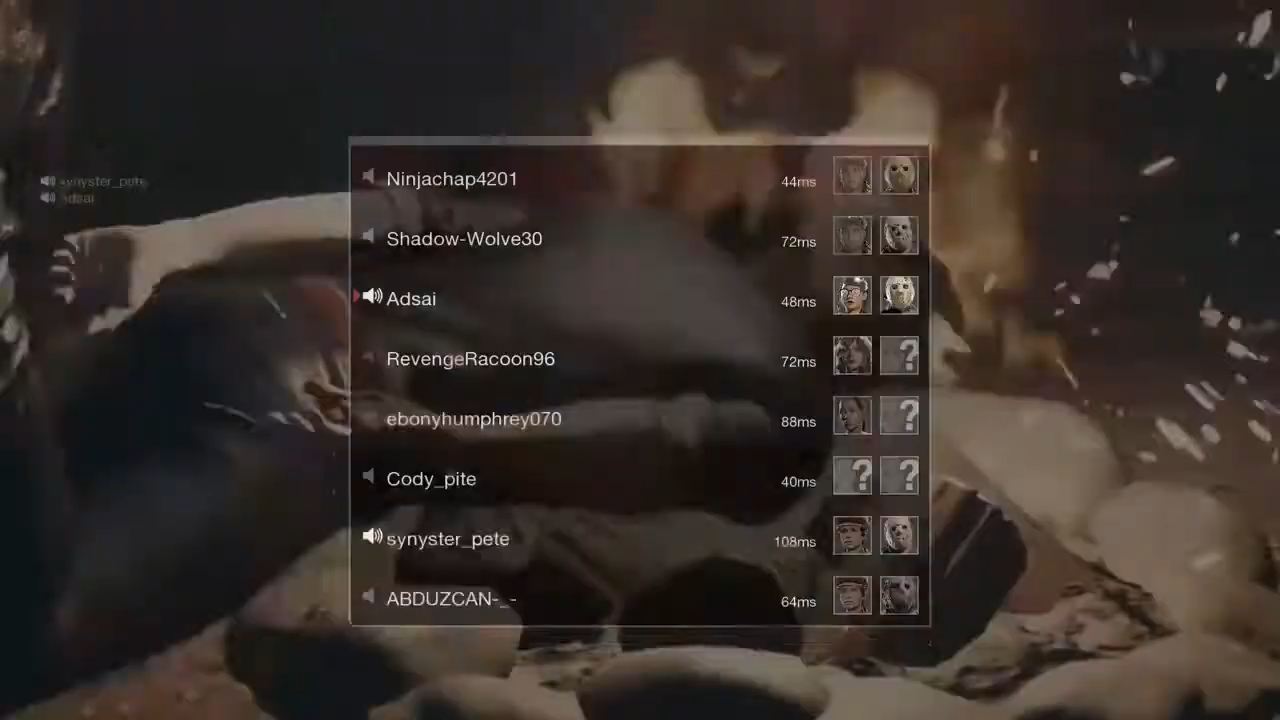 synyster_pete
adsai
Ninjachap4201 44ms
Shadow-Wolve30 72ms
Adsai 48ms
RevengeRacoon96 72ms ?
ebonyhumphrey070 88ms ?
Cody_pite 40ms ? ?
synyster_pete 108ms
ABDUZCAN-_- 64ms